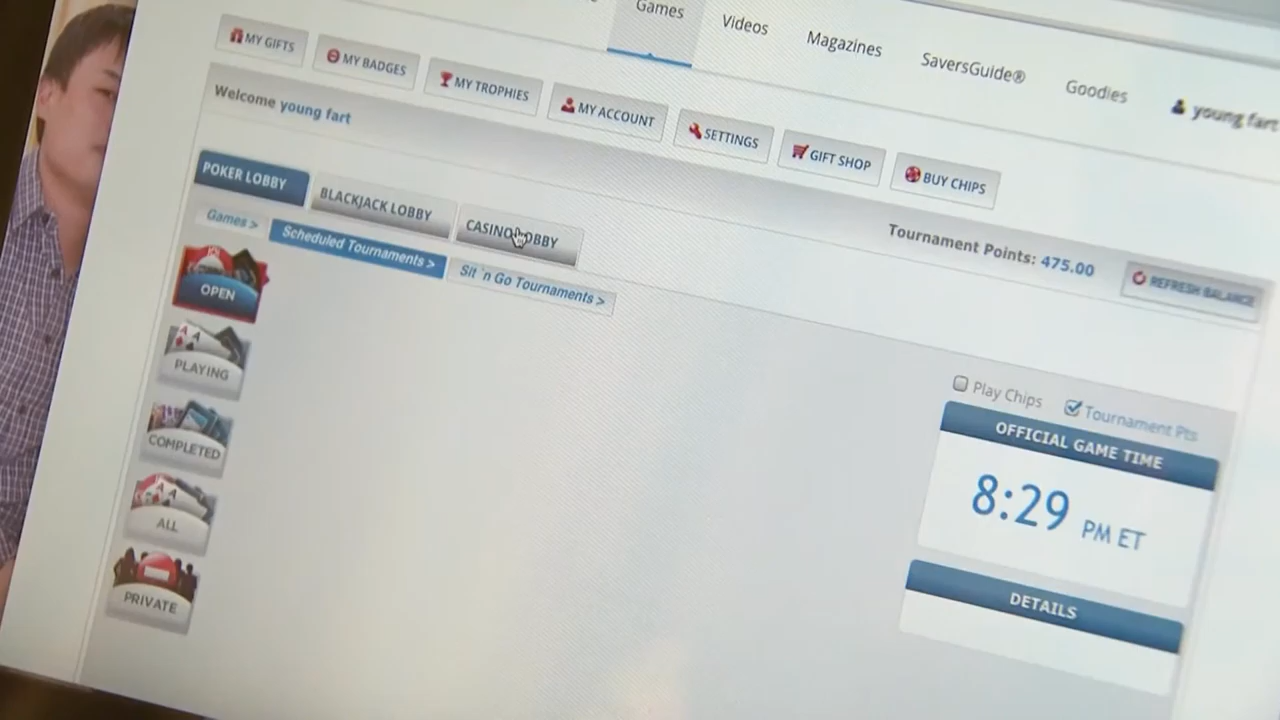 Games
Videos
Magazines
SaversGuide®
Goodies
young fart
MY GIFTS
MY BADGES
MY TROPHIES
MY ACCOUNT
SETTINGS
GIFT SHOP
BUY CHIPS
Welcome young fart
Tournament Points: 475.00
REFRESH BALANCE
POKER LOBBY
BLACKJACK LOBBY
CASINO LOBBY
Games >
Scheduled Tournaments >
Sit 'n Go Tournaments >
OPEN
PLAYING
COMPLETED
ALL
PRIVATE
Play Chips
Tournament Pts
OFFICIAL GAME TIME
8:29 PM ET
DETAILS